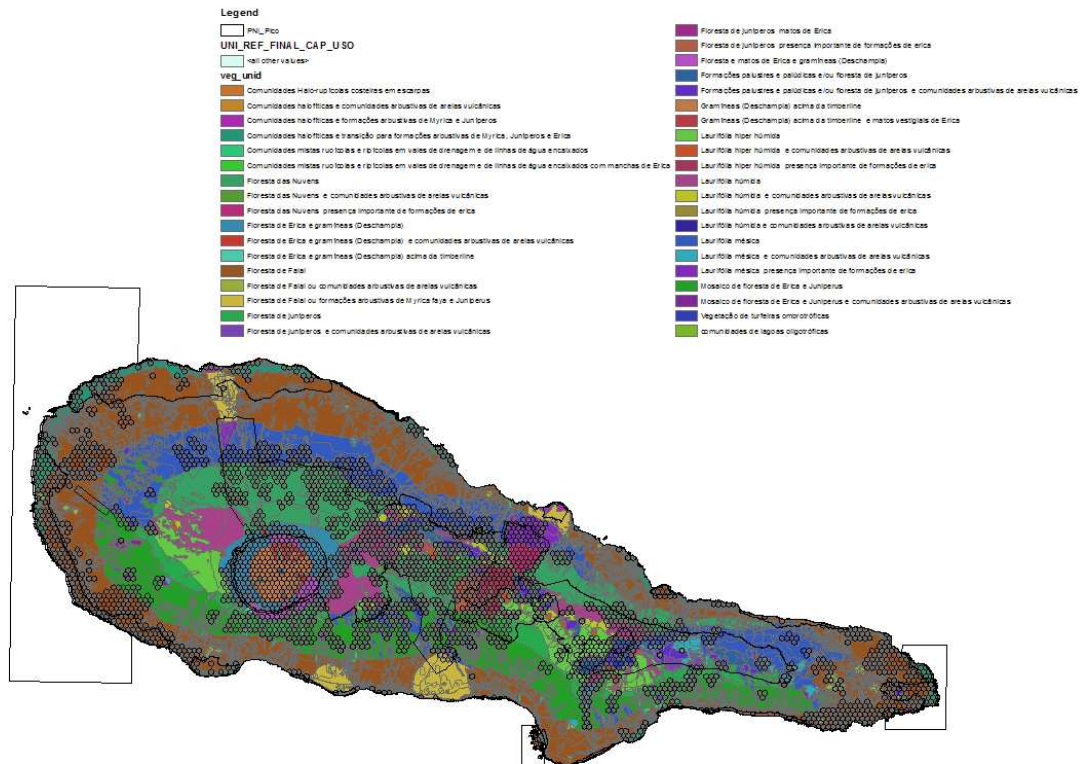 Legend
PNI_Pico
UNI_REF_FINAL_CAP_USO
<all other values>
veg_unid
Comunidades Halo-rupícolas costeiras em escarpas
Comunidades halofíticas e comunidades arbustivas de areias vulcânicas
Comunidades halofíticas e formações arbustivas de Myrica e Juniperos
Comunidades halofíticas e transição para formações arbustivas de Myrica, Juniperos e Erica
Comunidades mistas rupícolas e ripícolas em vales de drenagem e de linhas de água encaixados
Comunidades mistas rupícolas e ripícolas em vales de drenagem e de linhas de água encaixados com manchas de Erica
Floresta das Nuvens
Floresta das Nuvens e comunidades arbustivas de areias vulcânicas
Floresta das Nuvens presença importante de formações de erica
Floresta de Erica e gramíneas (Deschampia)
Floresta de Erica e gramíneas (Deschampia) e comunidades arbustivas de areias vulcânicas
Floresta de Erica e gramíneas (Deschampia) acima da timberline
Floresta de Faial
Floresta de Faial ou comunidades arbustivas de areias vulcânicas
Floresta de Faial ou formações arbustivas de Myrica faya e Juniperus
Floresta de juníperos
Floresta de juníperos e comunidades arbustivas de areias vulcânicas
Floresta de juníperos matos de Erica
Floresta de juníperos presença importante de formações de erica
Floresta e matos de Erica e gramíneas (Deschampia)
Formações palustres e palúdicas e/ou floresta de juníperos
Formações palustres e palúdicas e/ou floresta de juníperos e comunidades arbustivas de areias vulcânicas
Gramíneas (Deschampia) acima da timberline
Gramíneas (Deschampia) acima da timberline e matos vestigiais de Erica
Laurifólia hiper húmida
Laurifólia hiper húmida e comunidades arbustivas de areias vulcânicas
Laurifólia hiper húmida presença importante de formações de erica
Laurifólia húmida
Laurifólia húmida e comunidades arbustivas de areias vulcânicas
Laurifólia húmida presença importante de formações de erica
Laurifólia húmida e comunidades arbustivas de areias vulcânicas
Laurifólia mésica
Laurifólia mésica e comunidades arbustivas de areias vulcânicas
Laurifólia mésica presença importante de formações de erica
Mosaico de floresta de Erica e Juniperus
Mosaico de floresta de Erica e Juniperus e comunidades arbustivas de areias vulcânicas
Vegetação de turfeiras ombrotróficas
comunidades de lagoas oligotróficas